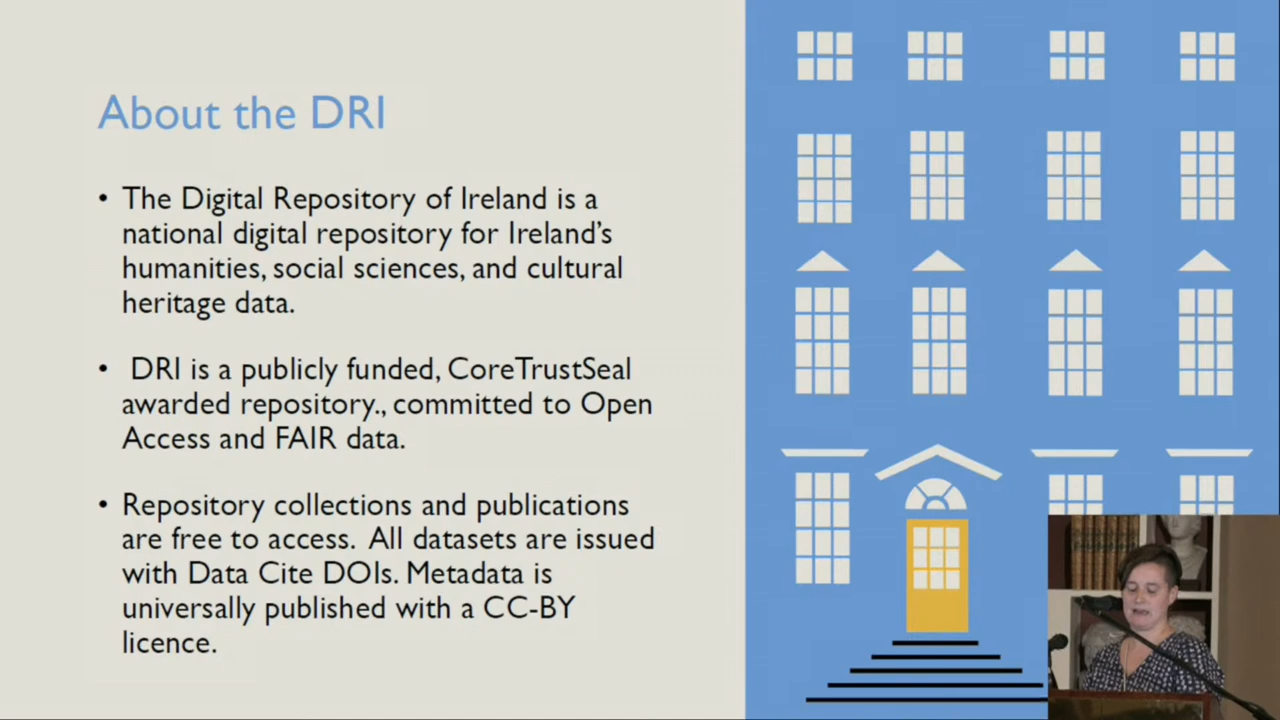 About the DRI
• The Digital Repository of Ireland is a
national digital repository for Ireland’s
humanities, social sciences, and cultural
heritage data.
• DRI is a publicly funded, CoreTrustSeal
awarded repository., committed to Open
Access and FAIR data.
• Repository collections and publications
are free to access. All datasets are issued
with Data Cite DOIs. Metadata is
universally published with a CC-BY
licence.